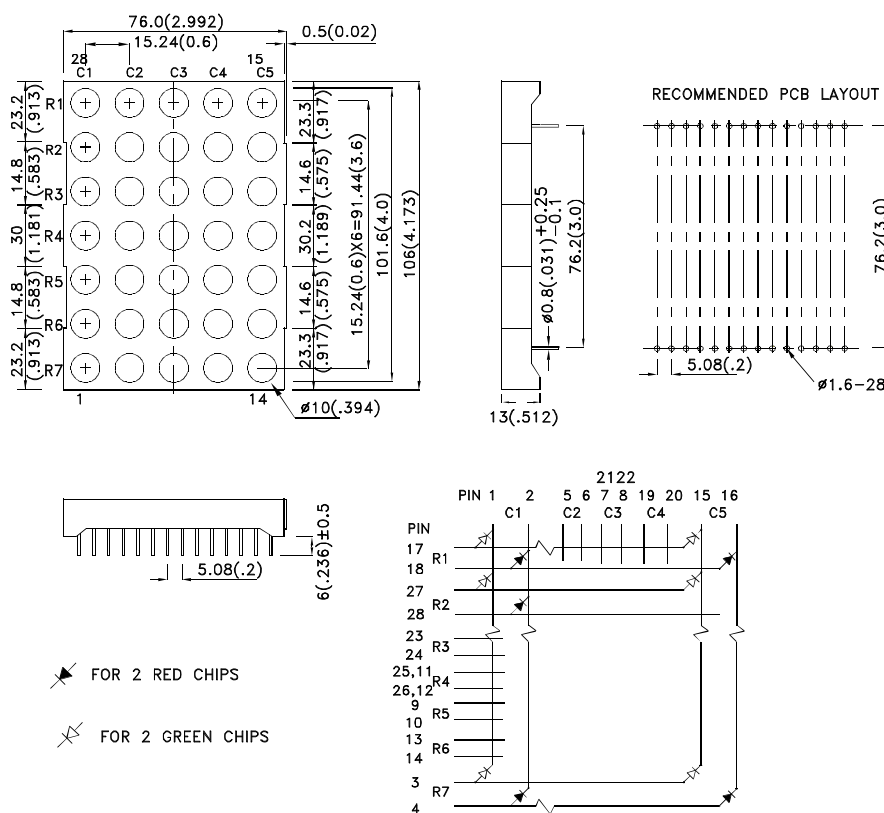 76.0(2.992)
15.24(0.6)
0.5(0.02)
28
15
C1 C2 C3 C4 C5
R1
R2
R3
R4
R5
R6
R7
23.2
(.913)
14.8
(.583)
30
(1.181)
14.8
(.583)
23.2
(.913)
23.3
(.917)
14.6
(.575)
30.2
(1.189)
14.6
(.575)
23.3
(.917)
15.24(0.6)X6=91.44(3.6)
101.6(4.0)
106(4.173)
1
14
ø10(.394)
ø0.8(.031)+0.25
-0.1
76.2(3.0)
13(.512)
RECOMMENDED PCB LAYOUT
76.2(3.0)
5.08(.2)
ø1.6-28
5.08(.2)
6(.236)±0.5
FOR 2 RED CHIPS
FOR 2 GREEN CHIPS
2122
PIN 1 2 5 6 7 8 19 20 15 16
C1 C2 C3 C4 C5
PIN
17
R1
18
27
R2
28
23
R3
24
25,11
R4
26,12
9
R5
10
13
R6
14
3
R7
4